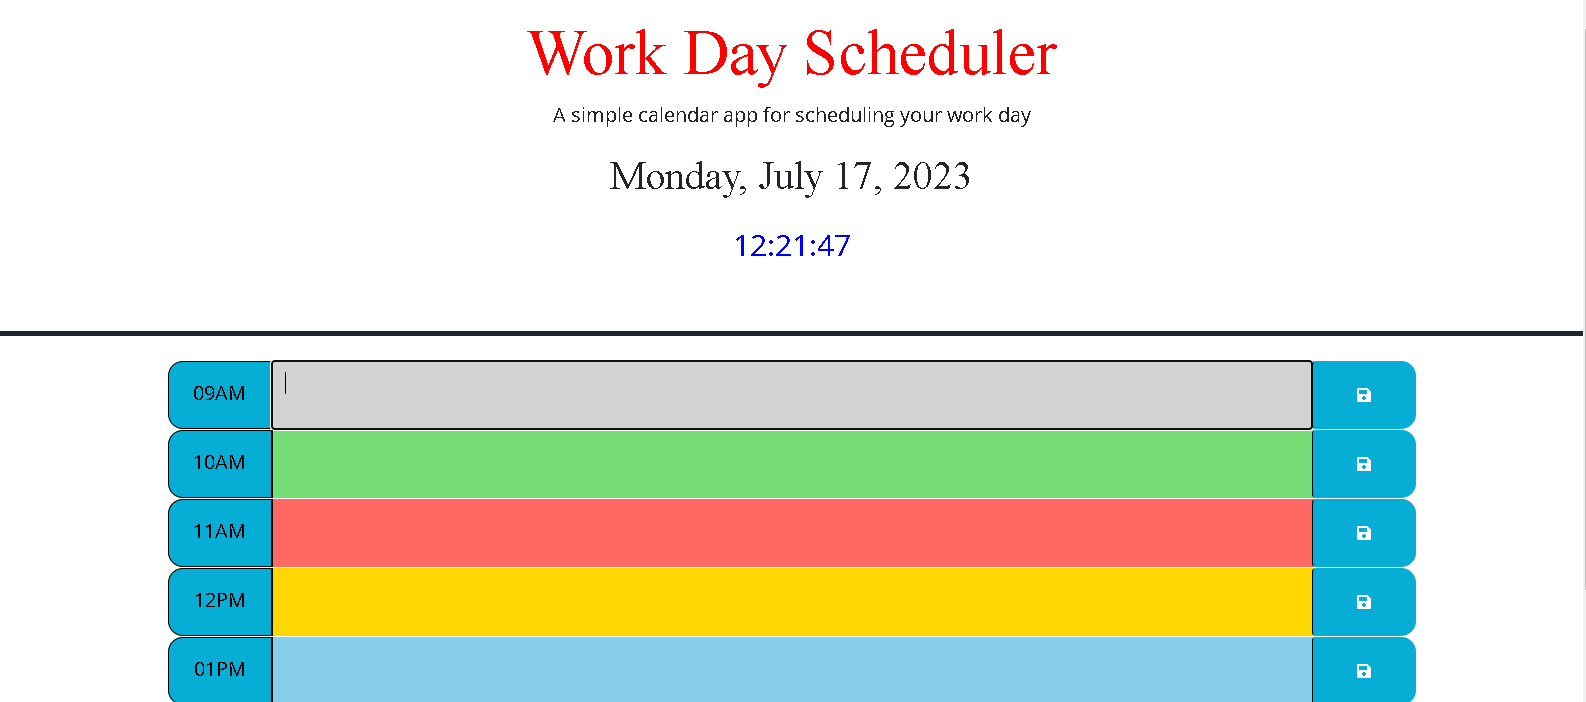 Work Day Scheduler
A simple calendar app for scheduling your work day
Monday, July 17, 2023
12:21:47
09AM
10AM
11AM
12PM
01PM